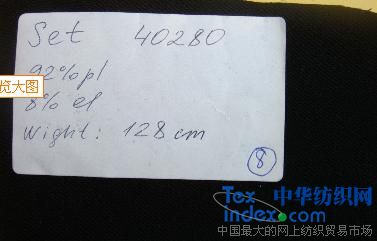 Set 40280
92% pl
览大图
8% el
Wight: 128 cm
8
Tex 中华纺织网
index.com
中国最大的网上纺织贸易市场